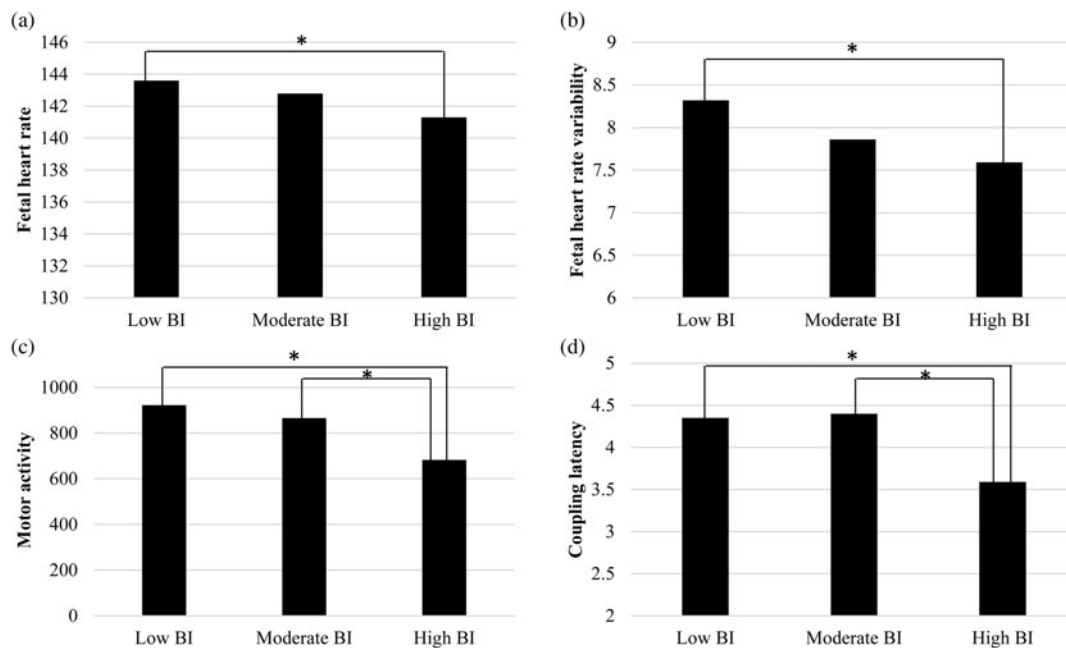 (a)
*
Fetal heart rate
146
144
142
140
138
136
134
132
130
Low BI Moderate BI High BI
(b)
*
Fetal heart rate variability
9
8.5
8
7.5
7
6.5
6
Low BI Moderate BI High BI
(c)
*
*
Motor activity
1000
800
600
400
200
0
Low BI Moderate BI High BI
(d)
*
*
Coupling latency
5
4.5
4
3.5
3
2.5
2
Low BI Moderate BI High BI